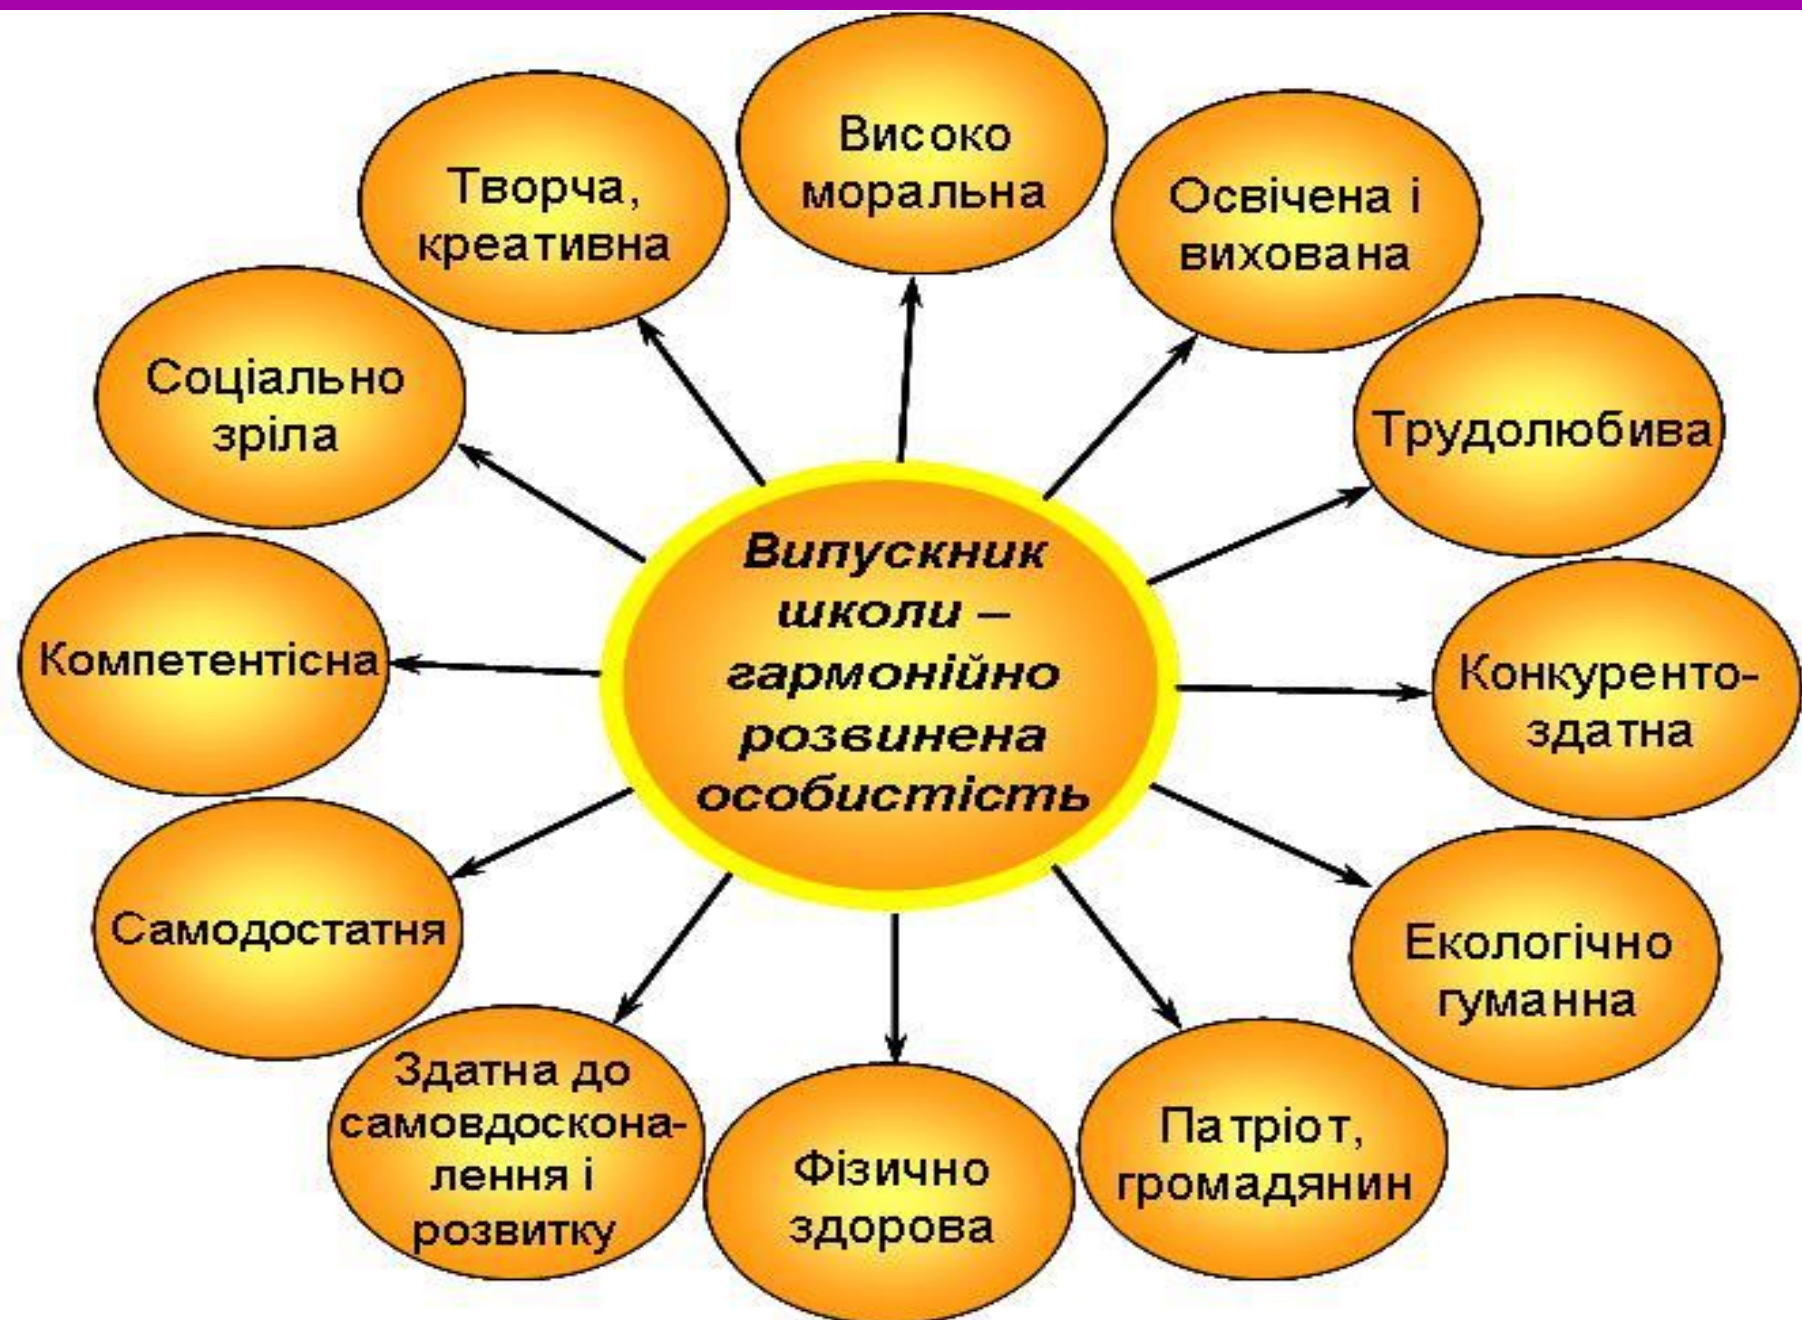 Високо
моральна
Творча,
креативна
Освічена і
вихована
Соціально
зріла
Трудолюбива
Випускник
школи –
гармонійно
розвинена
особистість
Компетентісна
Конкуренто-
здатна
Самодостатня
Екологічно
гуманна
Здатна до
самовдоскона-
лення і
розвитку
Фізично
здорова
Патріот,
громадянин